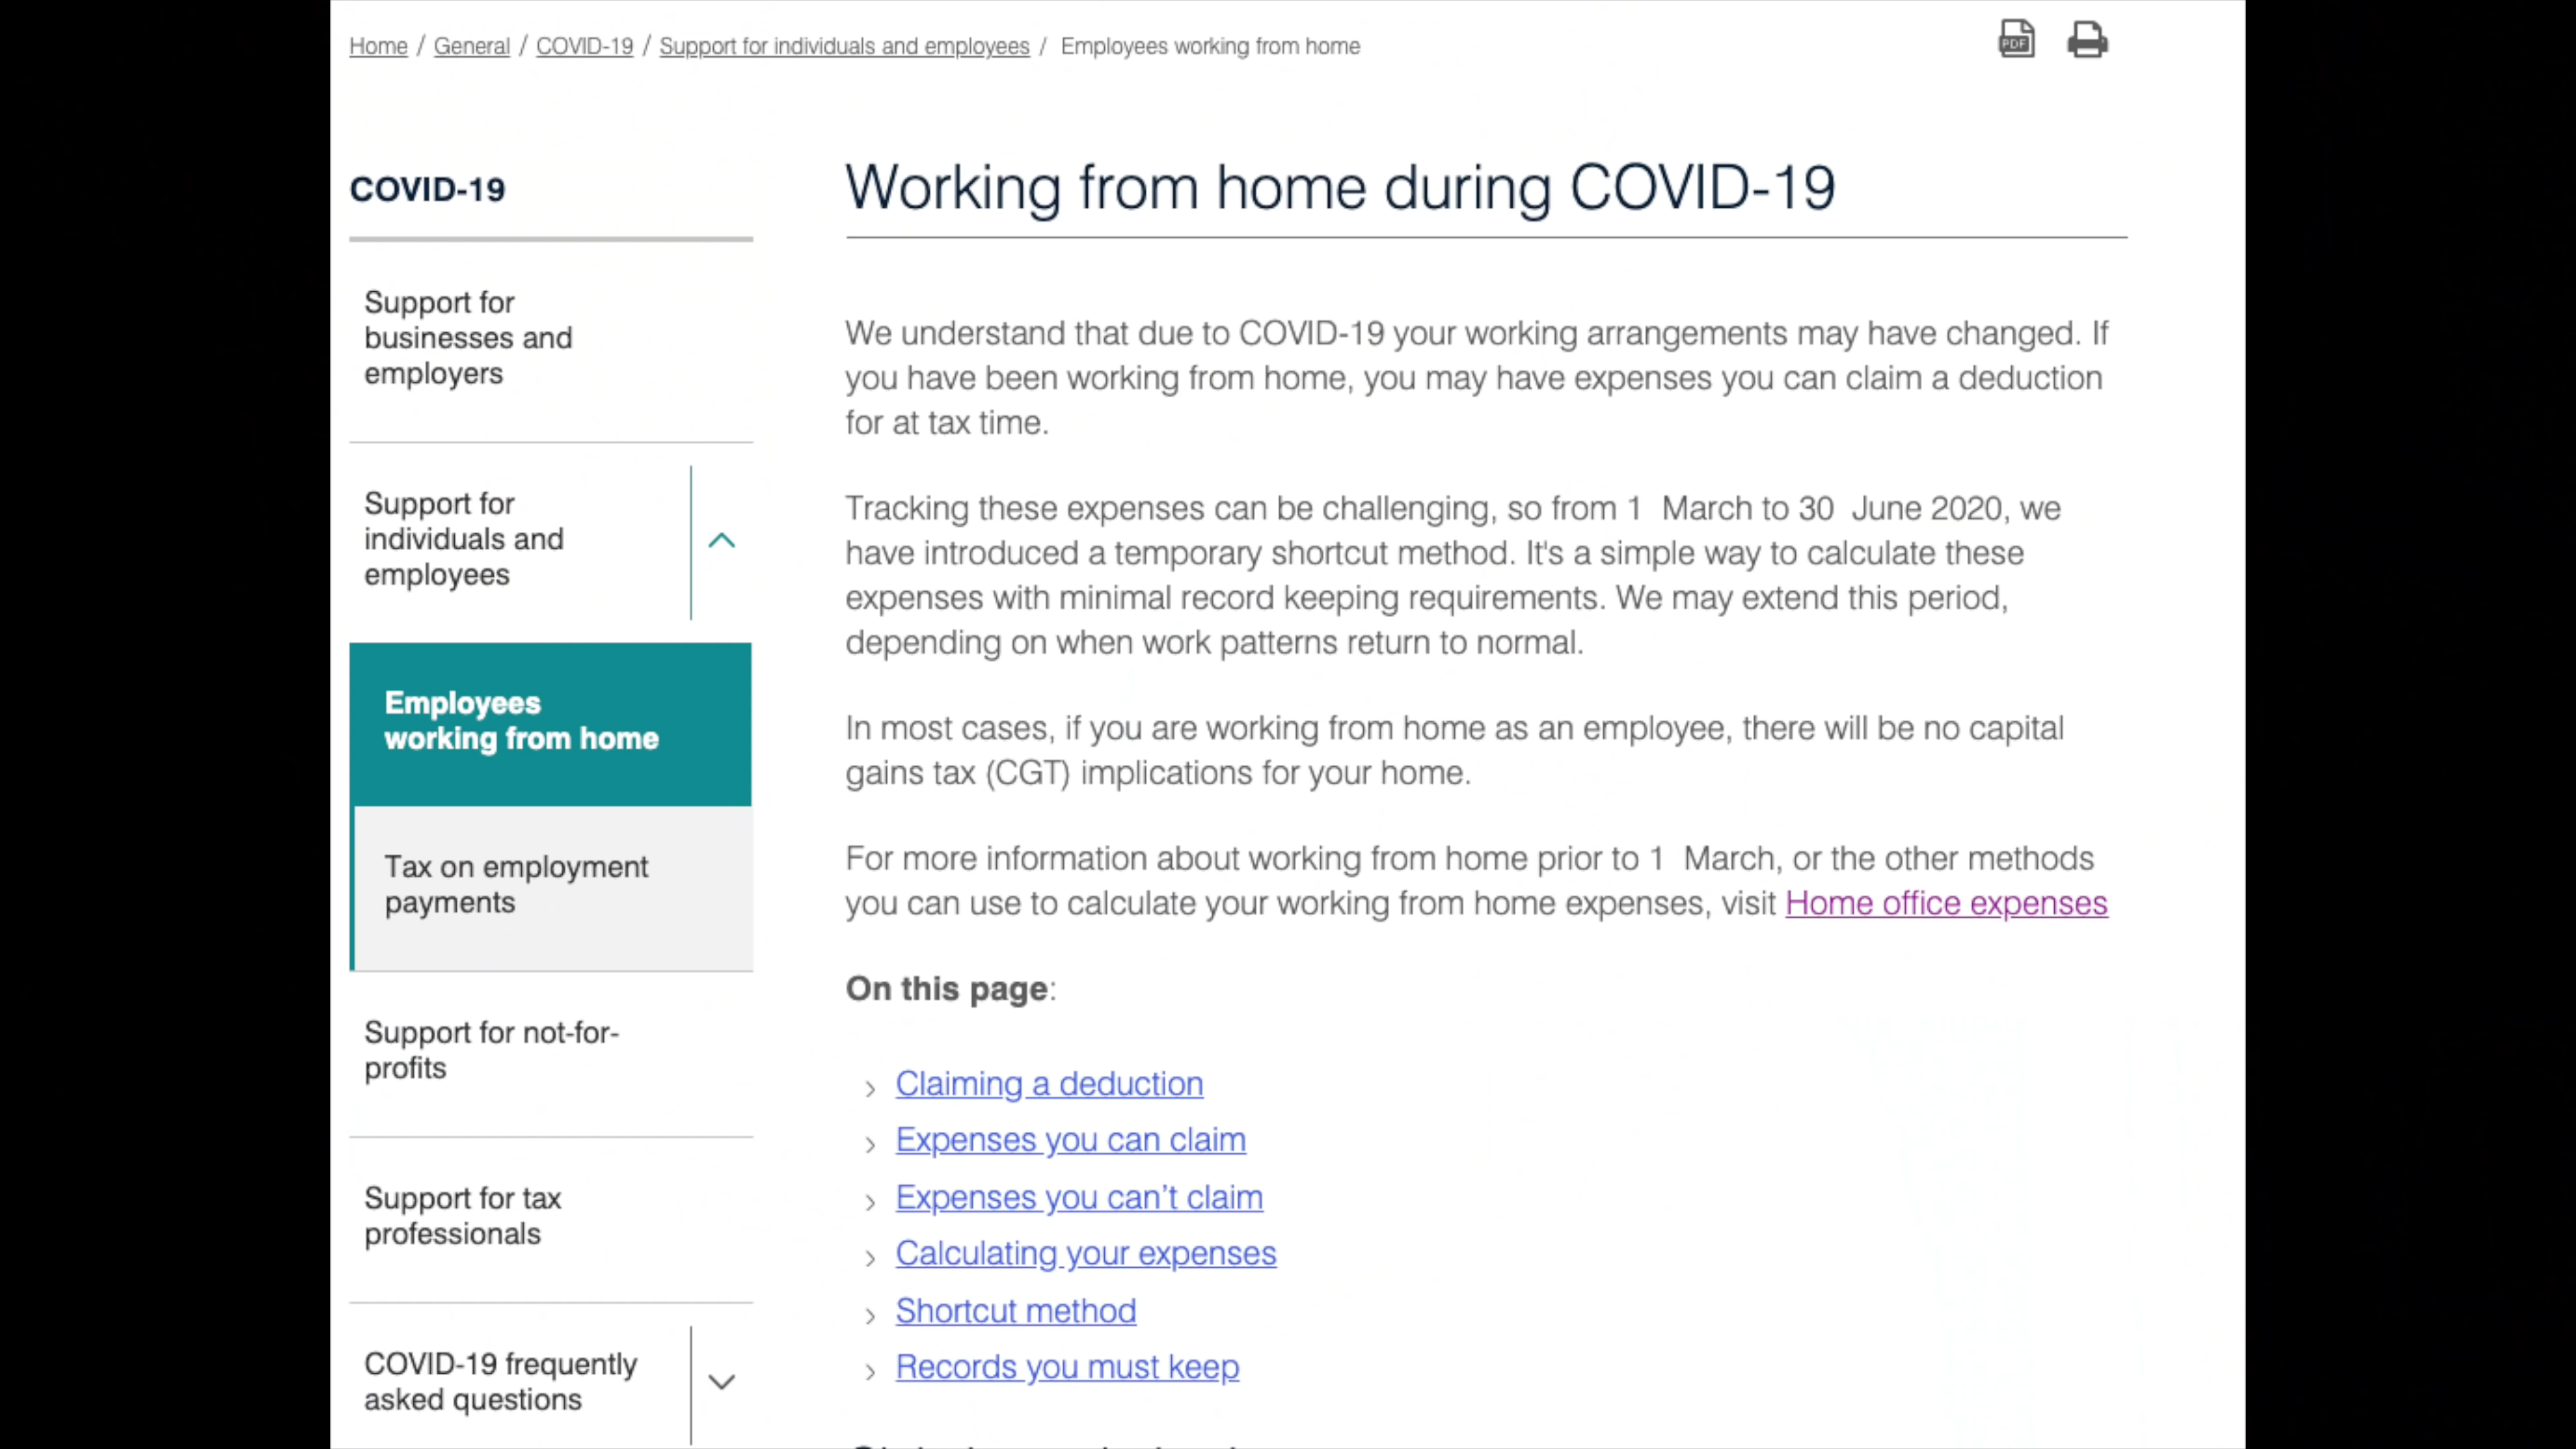 Home / General / COVID-19 / Support for individuals and employees / Employees working from home
PDF
COVID-19
Support for
businesses and
employers
Support for
individuals and
employees
Employees
working from home
Tax on employment
payments
Support for not-for-
profits
Support for tax
professionals
COVID-19 frequently
asked questions
Working from home during COVID-19
We understand that due to COVID-19 your working arrangements may have changed. If
you have been working from home, you may have expenses you can claim a deduction
for at tax time.
Tracking these expenses can be challenging, so from 1 March to 30 June 2020, we
have introduced a temporary shortcut method. It's a simple way to calculate these
expenses with minimal record keeping requirements. We may extend this period,
depending on when work patterns return to normal.
In most cases, if you are working from home as an employee, there will be no capital
gains tax (CGT) implications for your home.
For more information about working from home prior to 1 March, or the other methods
you can use to calculate your working from home expenses, visit Home office expenses
On this page:
Claiming a deduction
Expenses you can claim
Expenses you can’t claim
Calculating your expenses
Shortcut method
Records you must keep